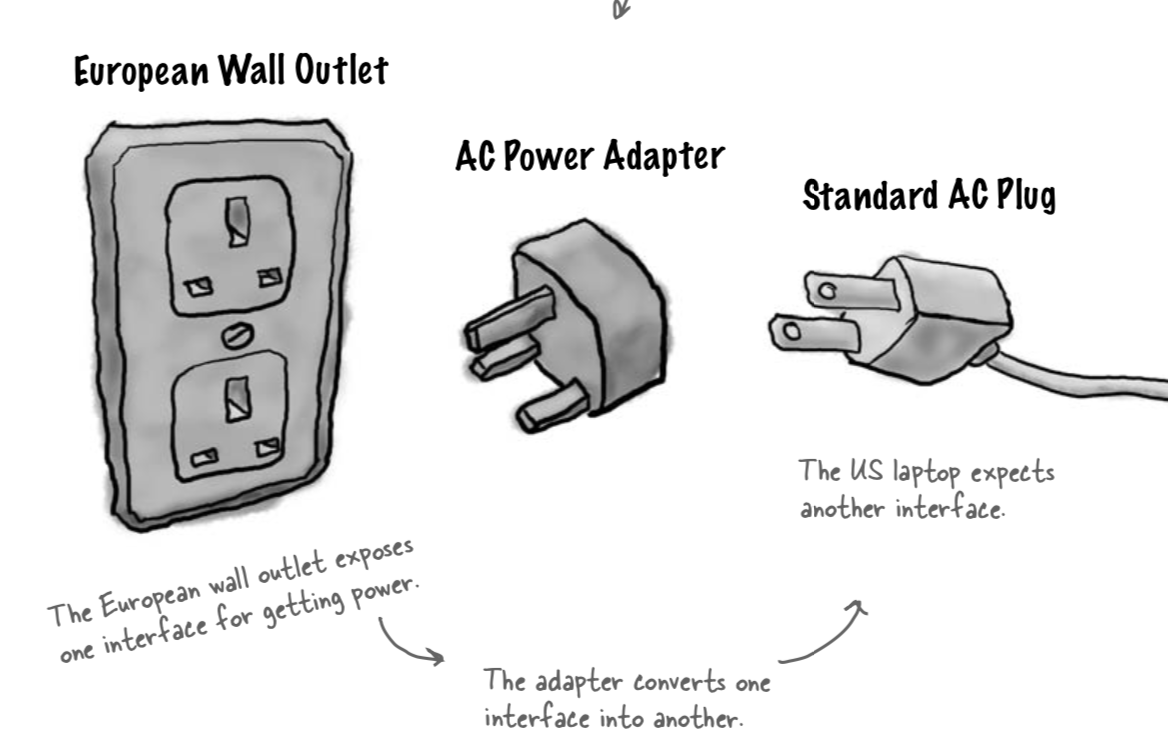 European Wall Outlet
AC Power Adapter
Standard AC Plug
The US laptop expects
another interface.
The European wall outlet exposes
one interface for getting power.
The adapter converts one
interface into another.